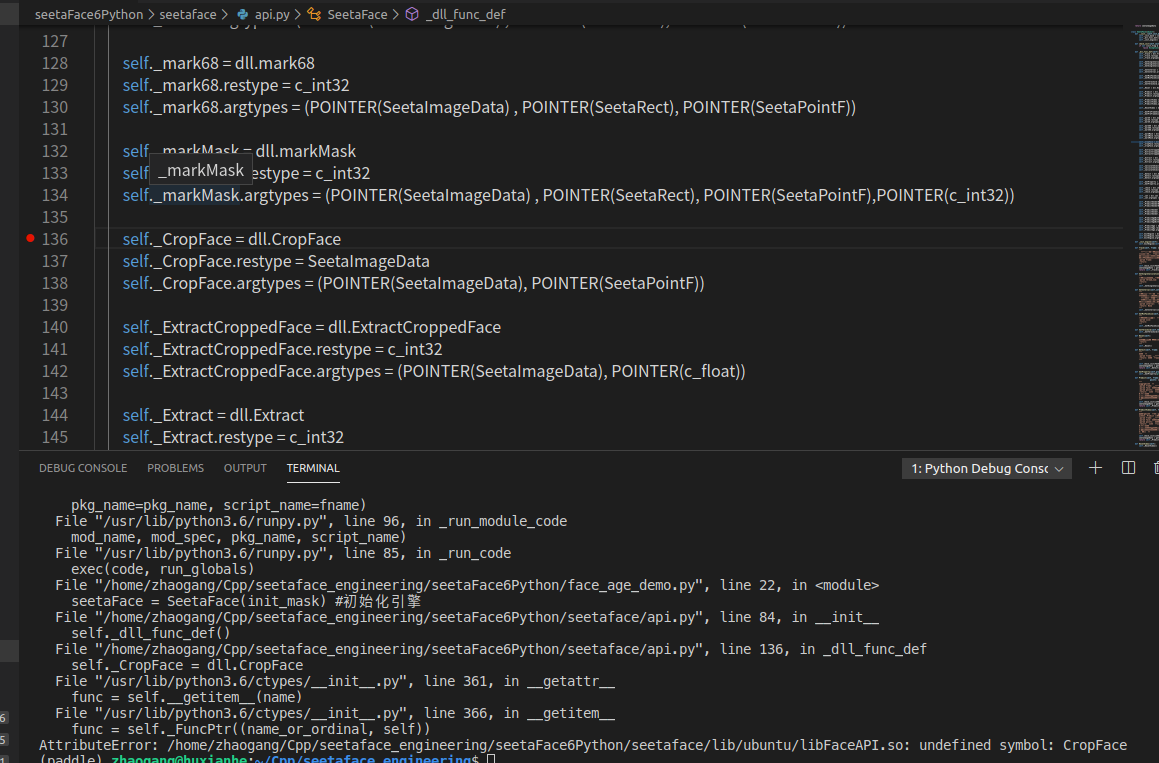 seetaFace6Python > seetaface > api.py > SeetaFace > _dll_func_def
127
128 self._mark68 = dll.mark68
129 self._mark68.restype = c_int32
130 self._mark68.argtypes = (POINTER(SeetaImageData) , POINTER(SeetaRect), POINTER(SeetaPointF))
131
132 self._markMask = dll.markMask
133 self _markMask estype = c_int32
134 self._markMask.argtypes = (POINTER(SeetaImageData) , POINTER(SeetaRect), POINTER(SeetaPointF),POINTER(c_int32))
135
136 self._CropFace = dll.CropFace
137 self._CropFace.restype = SeetaImageData
138 self._CropFace.argtypes = (POINTER(SeetaImageData), POINTER(SeetaPointF))
139
140 self._ExtractCroppedFace = dll.ExtractCroppedFace
141 self._ExtractCroppedFace.restype = c_int32
142 self._ExtractCroppedFace.argtypes = (POINTER(SeetaImageData), POINTER(c_float))
143
144 self._Extract = dll.Extract
145 self._Extract.restype = c_int32
DEBUG CONSOLE PROBLEMS OUTPUT TERMINAL 1: Python Debug Consc
pkg_name=pkg_name, script_name=fname)
File "/usr/lib/python3.6/runpy.py", line 96, in _run_module_code
mod_name, mod_spec, pkg_name, script_name)
File "/usr/lib/python3.6/runpy.py", line 85, in _run_code
exec(code, run_globals)
File "/home/zhaogang/Cpp/seetaface_engineering/seetaFace6Python/face_age_demo.py", line 22, in <module>
seetaFace = SeetaFace(init_mask) #初始化引擎
File "/home/zhaogang/Cpp/seetaface_engineering/seetaFace6Python/seetaface/api.py", line 84, in __init__
self._dll_func_def()
File "/home/zhaogang/Cpp/seetaface_engineering/seetaFace6Python/seetaface/api.py", line 136, in _dll_func_def
self._CropFace = dll.CropFace
File "/usr/lib/python3.6/ctypes/__init__.py", line 361, in __getattr__
func = self.__getitem__(name)
File "/usr/lib/python3.6/ctypes/__init__.py", line 366, in __getitem__
func = self._FuncPtr((name_or_ordinal, self))
AttributeError: /home/zhaogang/Cpp/seetaface_engineering/seetaFace6Python/seetaface/lib/ubuntu/libFaceAPI.so: undefined symbol: CropFace
(paddle) zhaogang@huxianhe:~/Cpp/seetaface_engineering$